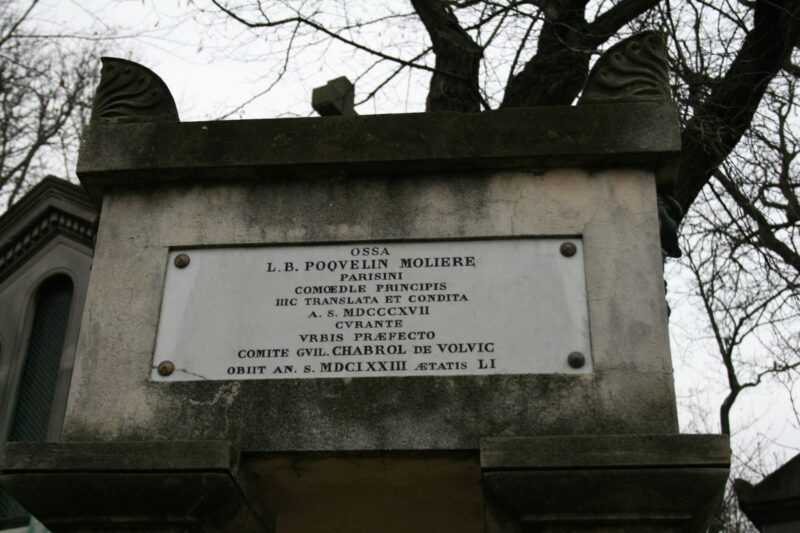 OSSA
L.B. POQVELIN MOLIERE
PARISINI
COMŒDLE PRINCIPIS
IIIC TRANSLATA ET CONDITA
A. S. MDCCCXVII
CVRANTE
VRBIS PRÆFECTO
COMITE GVIL. CHABROL DE VOLVIC
OBIIT AN. S. MDCLXXIII ÆTATIS LI